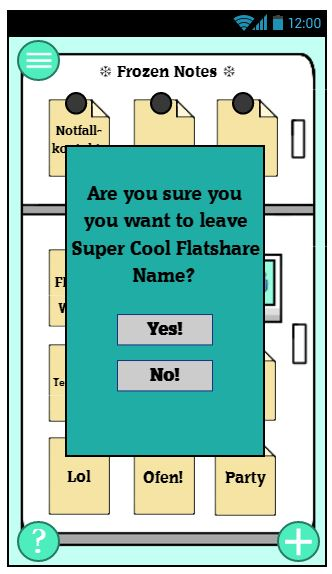 12:00
❄ Frozen Notes ❄
Notfall-
Are you sure you
you want to leave
Super Cool Flatshare
Name?
Yes!
No!
Lol
Ofen!
Party
?